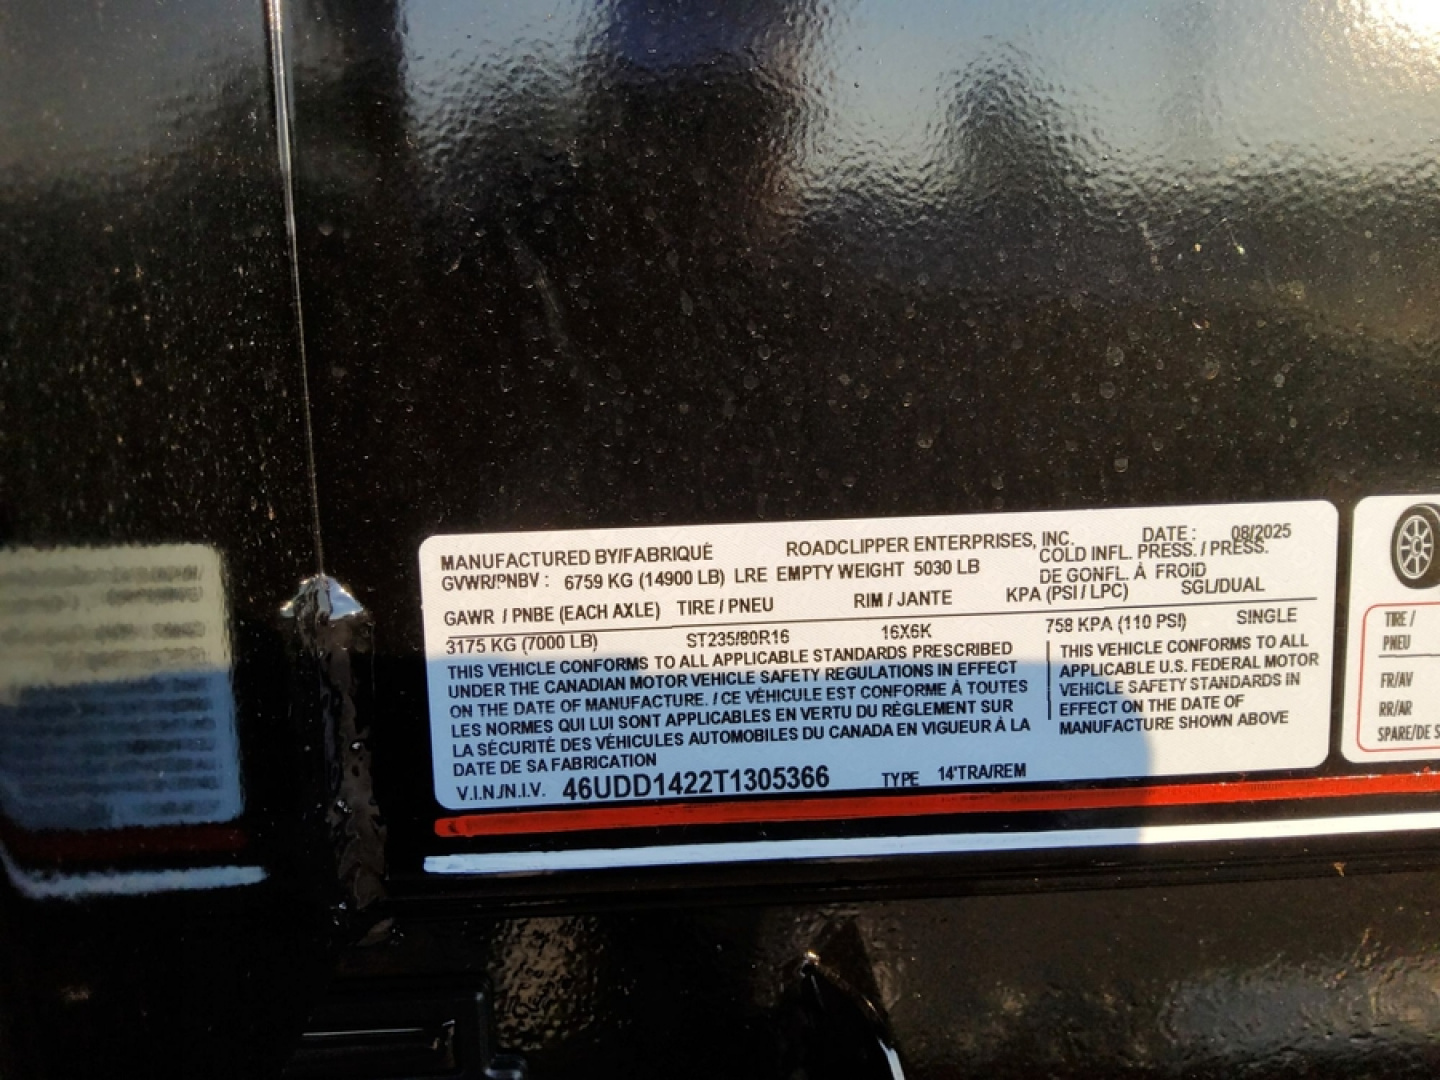 MANUFACTURED BY/FABRIQUÉ ROADCLIPPER ENTERPRISES, INC. DATE : 08/2025
GVWR/PNBV : 6759 KG (14900 LB) LRE EMPTY WEIGHT 5030 LB
COLD INFL. PRESS. / PRESS.
DE GONFL. À FROID
GAWR / PNBE (EACH AXLE) TIRE / PNEU RIM / JANTE KPA (PSI / LPC) SGL/DUAL
3175 KG (7000 LB) ST235/80R16 16X6K 758 KPA (110 PSI) SINGLE
THIS VEHICLE CONFORMS TO ALL APPLICABLE STANDARDS PRESCRIBED
UNDER THE CANADIAN MOTOR VEHICLE SAFETY REGULATIONS IN EFFECT
ON THE DATE OF MANUFACTURE. / CE VÉHICULE EST CONFORME À TOUTES
LES NORMES QUI LUI SONT APPLICABLES EN VERTU DU RÈGLEMENT SUR
LA SÉCURITÉ DES VÉHICULES AUTOMOBILES DU CANADA EN VIGUEUR À LA
DATE DE SA FABRICATION
THIS VEHICLE CONFORMS TO ALL
APPLICABLE U.S. FEDERAL MOTOR
VEHICLE SAFETY STANDARDS IN
EFFECT ON THE DATE OF
MANUFACTURE SHOWN ABOVE
V.I.N./N.I.V. 46UDD1422T1305366 TYPE 14'TRA/REM
TIRE /
PNEU
FR/AV
RR/AR
SPARE/DE S